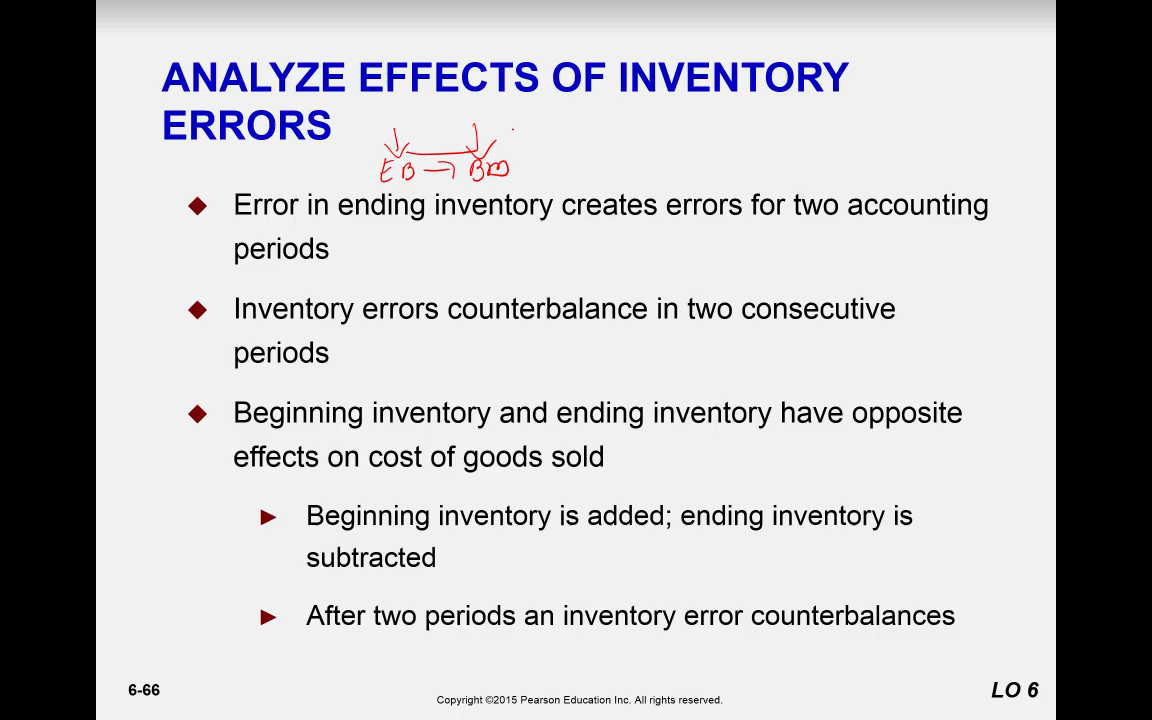 ANALYZE EFFECTS OF INVENTORY
ERRORS
EB → BB
◆ Error in ending inventory creates errors for two accounting
periods
◆ Inventory errors counterbalance in two consecutive
periods
◆ Beginning inventory and ending inventory have opposite
effects on cost of goods sold
► Beginning inventory is added; ending inventory is
subtracted
► After two periods an inventory error counterbalances
6-66
Copyright ©2015 Pearson Education Inc. All rights reserved.
LO 6